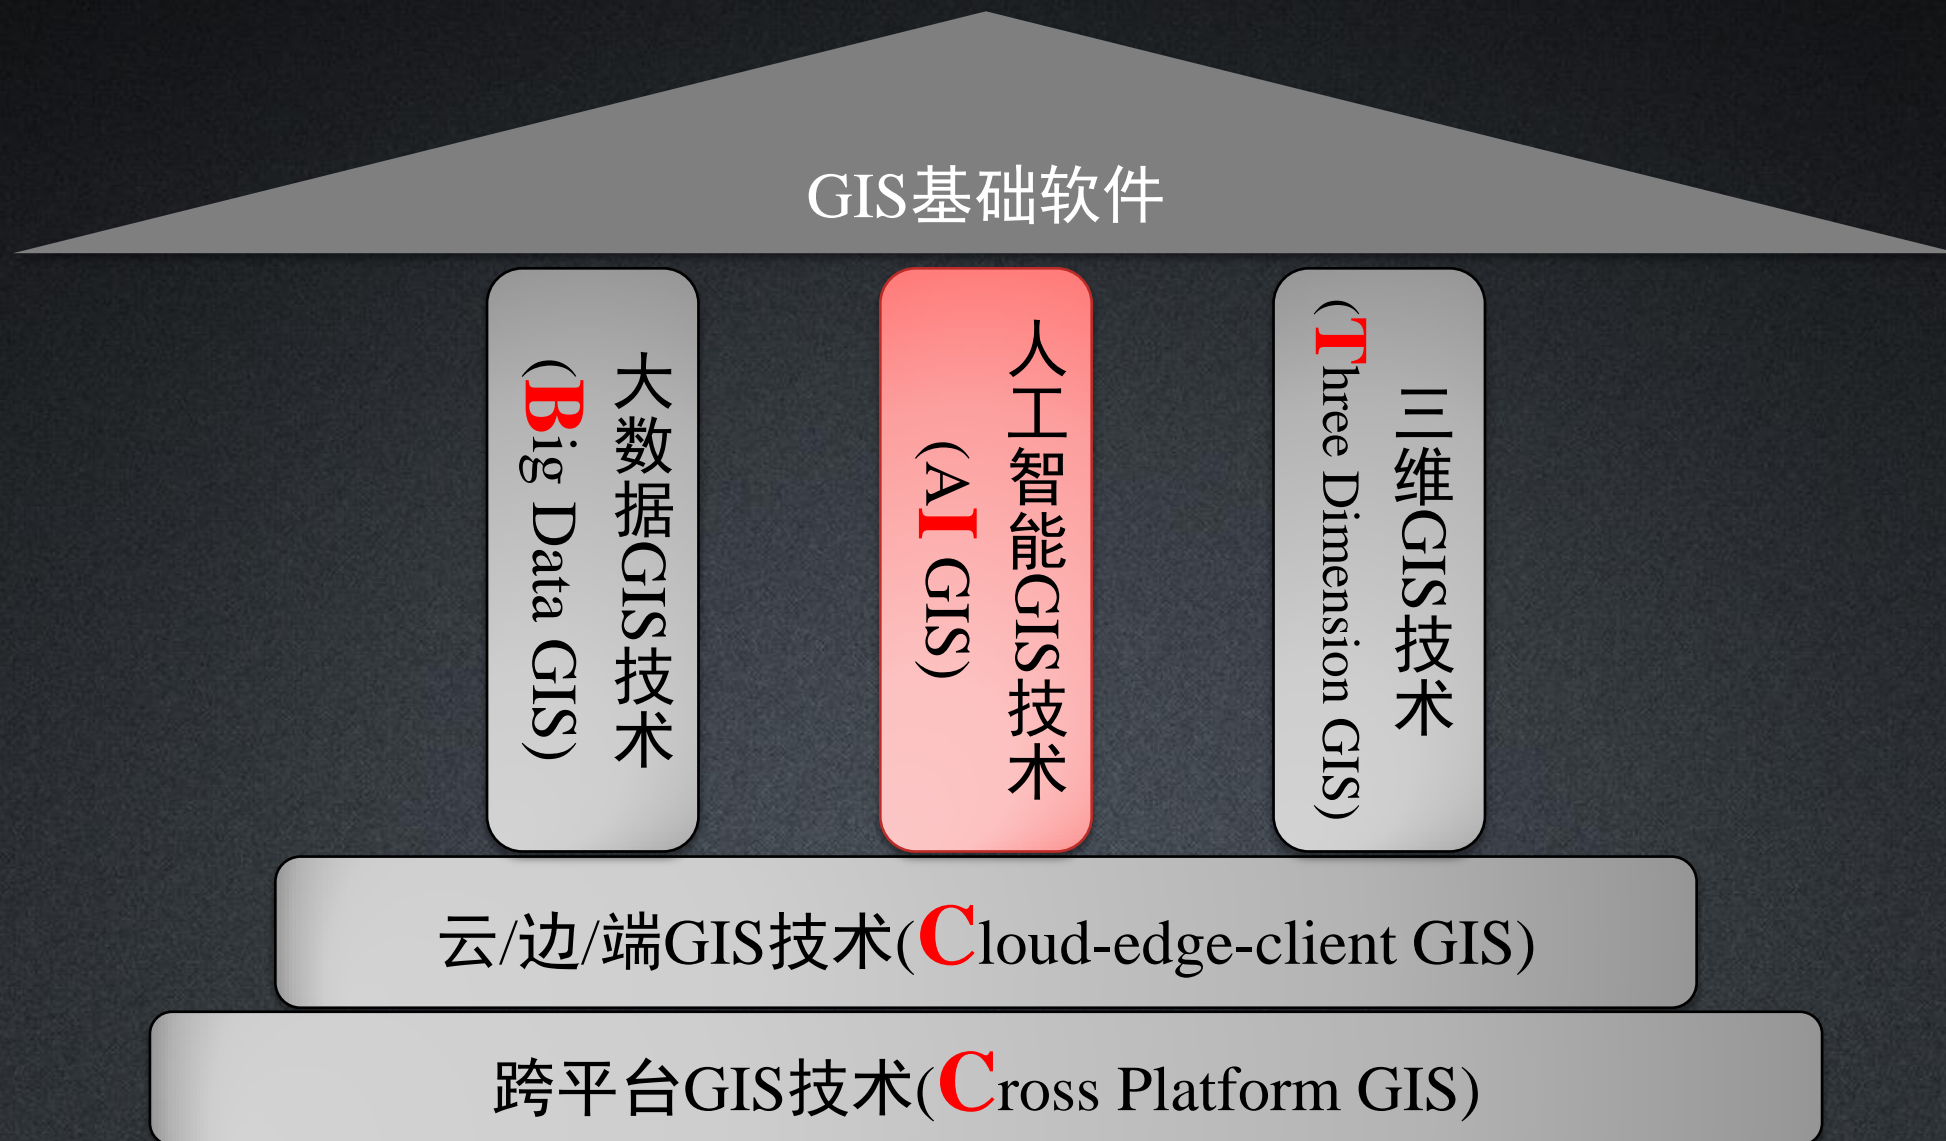 GIS基础软件
大数据GIS技术
(Big Data GIS)
人工智能GIS技术
(AI GIS)
三维GIS技术
(Three Dimension GIS)
云/边/端GIS技术(Cloud-edge-client GIS)
跨平台GIS技术(Cross Platform GIS)